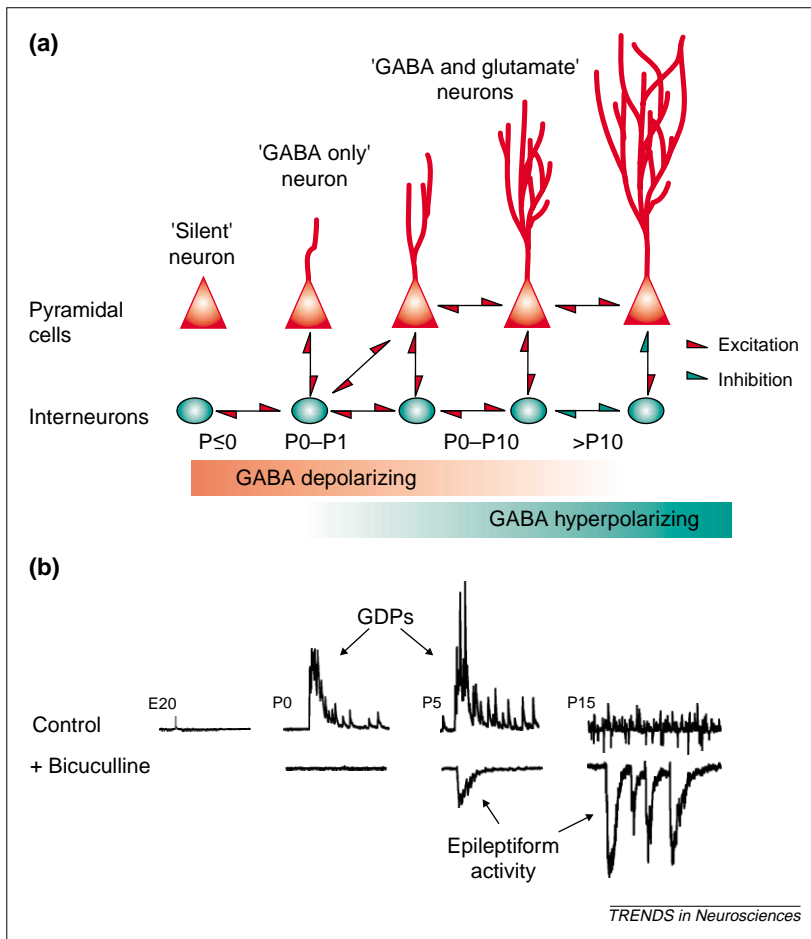 (a)
'GABA and glutamate'
neurons
'GABA only'
neuron
'Silent'
neuron
Pyramidal
cells
Excitation
Inhibition
Interneurons
P≦0 P0–P1 P0–P10 >P10
GABA depolarizing
GABA hyperpolarizing
(b)
GDPs
E20 P0 P5 P15
Control
+ Bicuculline
Epileptiform
activity
TRENDS in Neurosciences